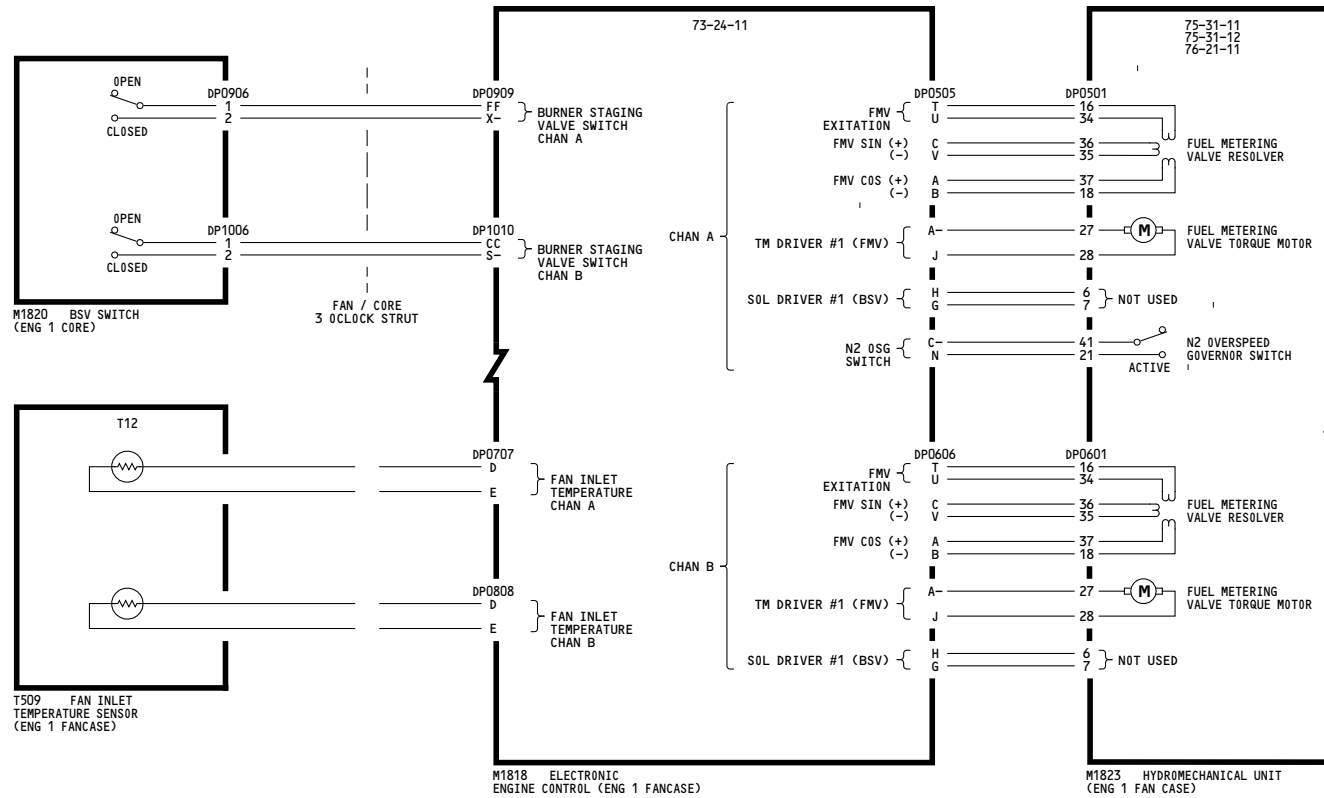 73-24-11
75-31-11
75-31-12
76-21-11
OPEN
CLOSED
DP0906
1
2
DP0909
FF
X-
BURNER STAGING
VALVE SWITCH
CHAN A
OPEN
CLOSED
DP1006
1
2
DP1010
CC
S-
BURNER STAGING
VALVE SWITCH
CHAN B
M1820 BSV SWITCH
(ENG 1 CORE)
FAN / CORE
3 OCLOCK STRUT
CHAN A
DP0505
DP0501
FMV
EXITATION
T
U
16
34
FMV SIN (+)
(-)
C
V
36
35
FUEL METERING
VALVE RESOLVER
FMV COS (+)
(-)
A
B
37
18
TM DRIVER #1 (FMV)
A-
J
27
28
M
FUEL METERING
VALVE TORQUE MOTOR
SOL DRIVER #1 (BSV)
H
G
6
7
NOT USED
N2 OSG
SWITCH
C-
N
41
21
ACTIVE
N2 OVERSPEED
GOVERNOR SWITCH
T12
DP0707
D
E
FAN INLET
TEMPERATURE
CHAN A
DP0808
D
E
FAN INLET
TEMPERATURE
CHAN B
T509 FAN INLET
TEMPERATURE SENSOR
(ENG 1 FANCASE)
CHAN B
DP0606
DP0601
FMV
EXITATION
T
U
16
34
FMV SIN (+)
(-)
C
V
36
35
FUEL METERING
VALVE RESOLVER
FMV COS (+)
(-)
A
B
37
18
TM DRIVER #1 (FMV)
A-
J
27
28
M
FUEL METERING
VALVE TORQUE MOTOR
SOL DRIVER #1 (BSV)
H
G
6
7
NOT USED
M1818 ELECTRONIC
ENGINE CONTROL (ENG 1 FANCASE)
M1823 HYDROMECHANICAL UNIT
(ENG 1 FAN CASE)